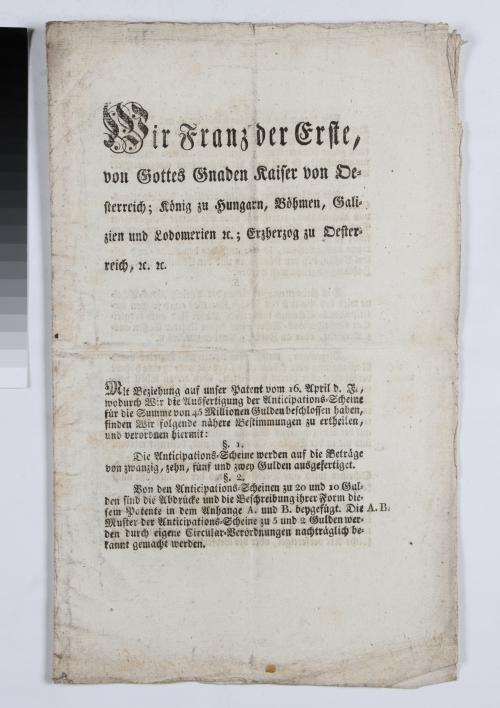 Wir Franz der Erste,
von Gottes Gnaden Kaiser von Oe-
sterreich; König zu Hungarn, Böhmen, Gali-
zien und Lodomerien ꝛc.; Erzherzog zu Oester-
reich, ꝛc. ꝛc.
Mit Beziehung auf unser Patent vom 16. April d. J.,
wodurch Wir die Ausfertigung der Anticipations-Scheine
für die Summe von 45 Millionen Gulden beschlossen haben,
finden Wir folgende nähere Bestimmungen zu ertheilen,
und verordnen hiermit:
§. 1.
Die Anticipations-Scheine werden auf die Beträge
von zwanzig, zehn, fünf und zwey Gulden ausgefertiget.
§. 2.
Von den Anticipations-Scheinen zu 20 und 10 Gul-
den sind die Abdrücke und die Beschreibung ihrer Form die-
sem Patente in dem Anhange A. und B. beygefügt. Die A.B.
Muster der Anticipations-Scheine zu 5 und 2 Gulden wer-
den durch eigene Circular-Verordnungen nachträglich be-
kannt gemacht werden.